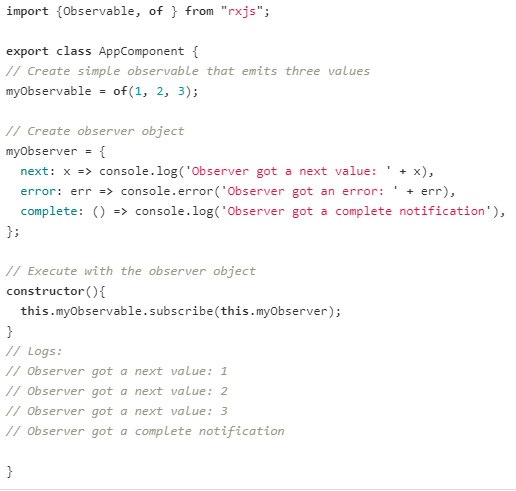 import {Observable, of } from "rxjs";
export class AppComponent {
// Create simple observable that emits three values
myObservable = of(1, 2, 3);
// Create observer object
myObserver = {
  next: x => console.log('Observer got a next value: ' + x),
  error: err => console.error('Observer got an error: ' + err),
  complete: () => console.log('Observer got a complete notification'),
};
// Execute with the observer object
constructor(){
  this.myObservable.subscribe(this.myObserver);
}
// Logs:
// Observer got a next value: 1
// Observer got a next value: 2
// Observer got a next value: 3
// Observer got a complete notification
}